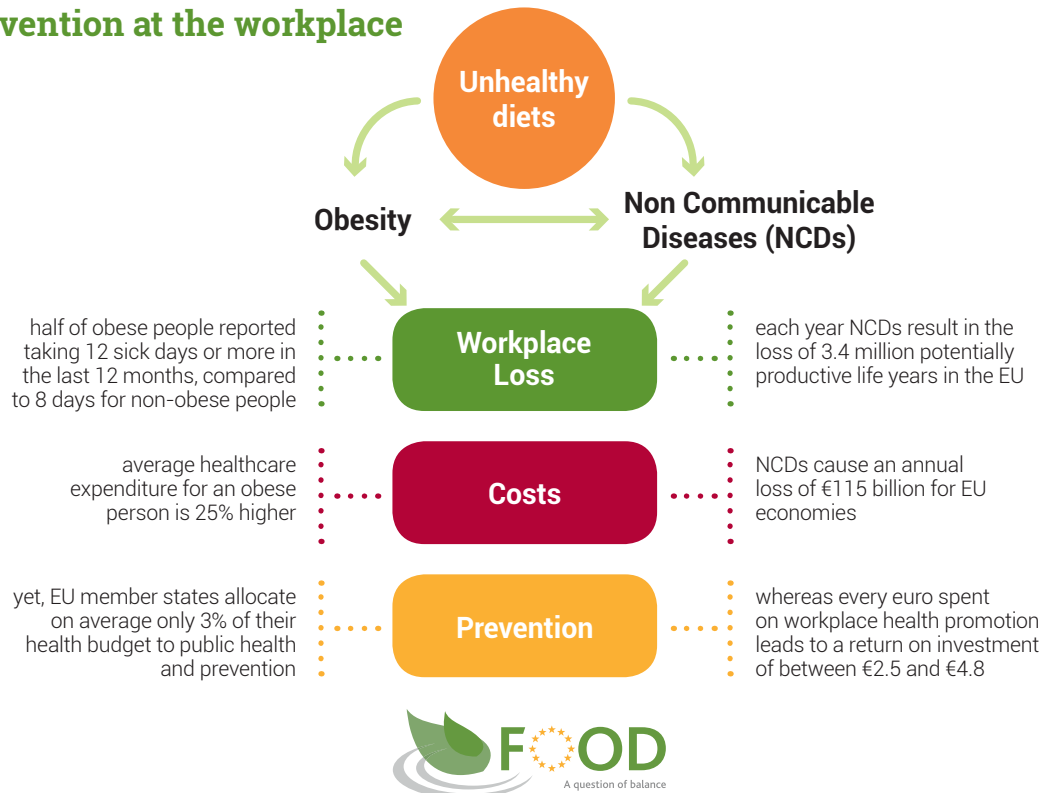 vention at the workplace
Unhealthy
diets
Obesity
Non Communicable
Diseases (NCDs)
half of obese people reported
taking 12 sick days or more in
the last 12 months, compared
to 8 days for non-obese people
Workplace
Loss
each year NCDs result in the
loss of 3.4 million potentially
productive life years in the EU
average healthcare
expenditure for an obese
person is 25% higher
Costs
NCDs cause an annual
loss of €115 billion for EU
economies
yet, EU member states allocate
on average only 3% of their
health budget to public health
and prevention
Prevention
whereas every euro spent
on workplace health promotion
leads to a return on investment
of between €2.5 and €4.8
FOOD
A question of balance